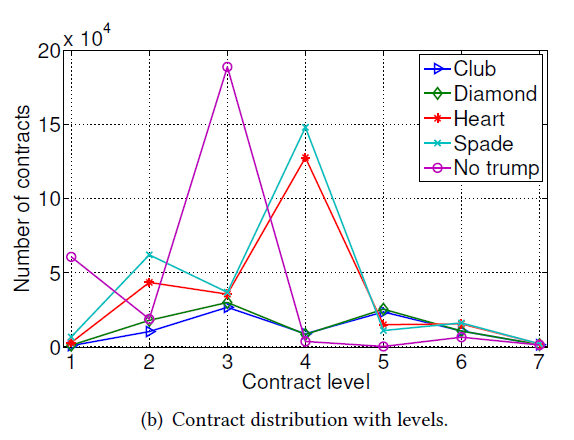 x 10^4
20
15
10
5
0
Number of contracts
Club
Diamond
Heart
Spade
No trump
1 2 3 4 5 6 7
Contract level
(b) Contract distribution with levels.